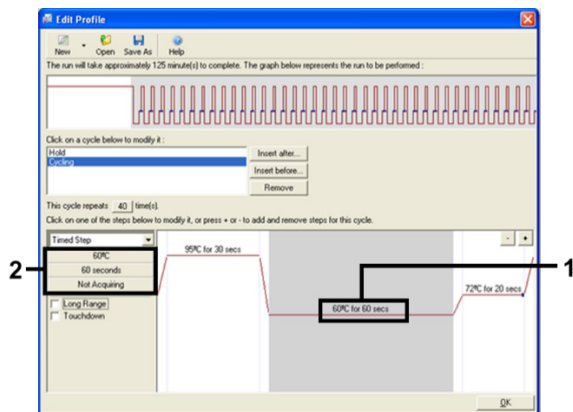 Edit Profile
New Open Save As Help
The run will take approximately 125 minute(s) to complete. The graph below represents the run to be performed :
Click on a cycle below to modify it :
Hold
Cycling
Insert after...
Insert before...
Remove
This cycle repeats 40 time(s).
Click on one of the steps below to modify it, or press + or - to add and remove steps for this cycle.
Timed Step
- +
60ºC
60 seconds
Not Acquiring
Long Range
Touchdown
95ºC for 30 secs
60ºC for 60 secs
72ºC for 20 secs
2
1
OK